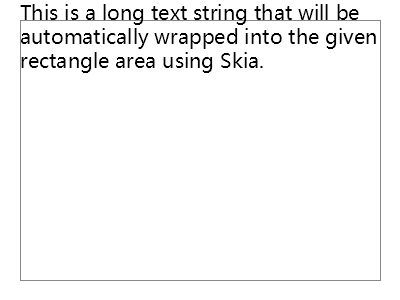 This is a long text string that will be
automatically wrapped into the given
rectangle area using Skia.